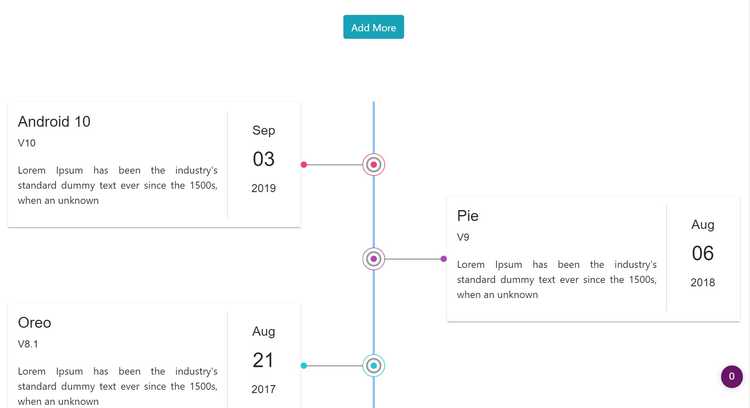 Add More
Android 10
V10
Lorem Ipsum has been the industry's
standard dummy text ever since the 1500s,
when an unknown
Sep
03
2019
Pie
V9
Lorem Ipsum has been the industry's
standard dummy text ever since the 1500s,
when an unknown
Aug
06
2018
Oreo
V8.1
Lorem Ipsum has been the industry's
standard dummy text ever since the 1500s,
when an unknown
Aug
21
2017
0